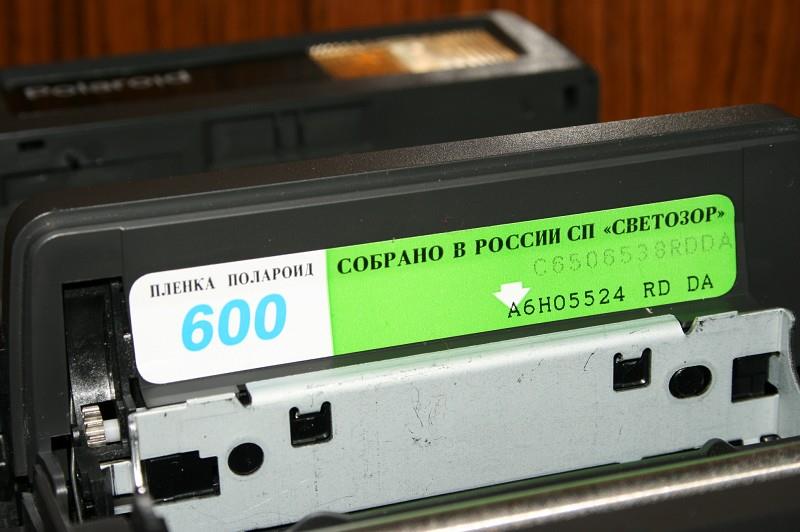 Polaroid
ПЛЕНКА ПОЛАРОИД
600
СОБРАНО В РОССИИ СП «СВЕТОЗОР»
C6506538RDDA
A6H05524 RD DA